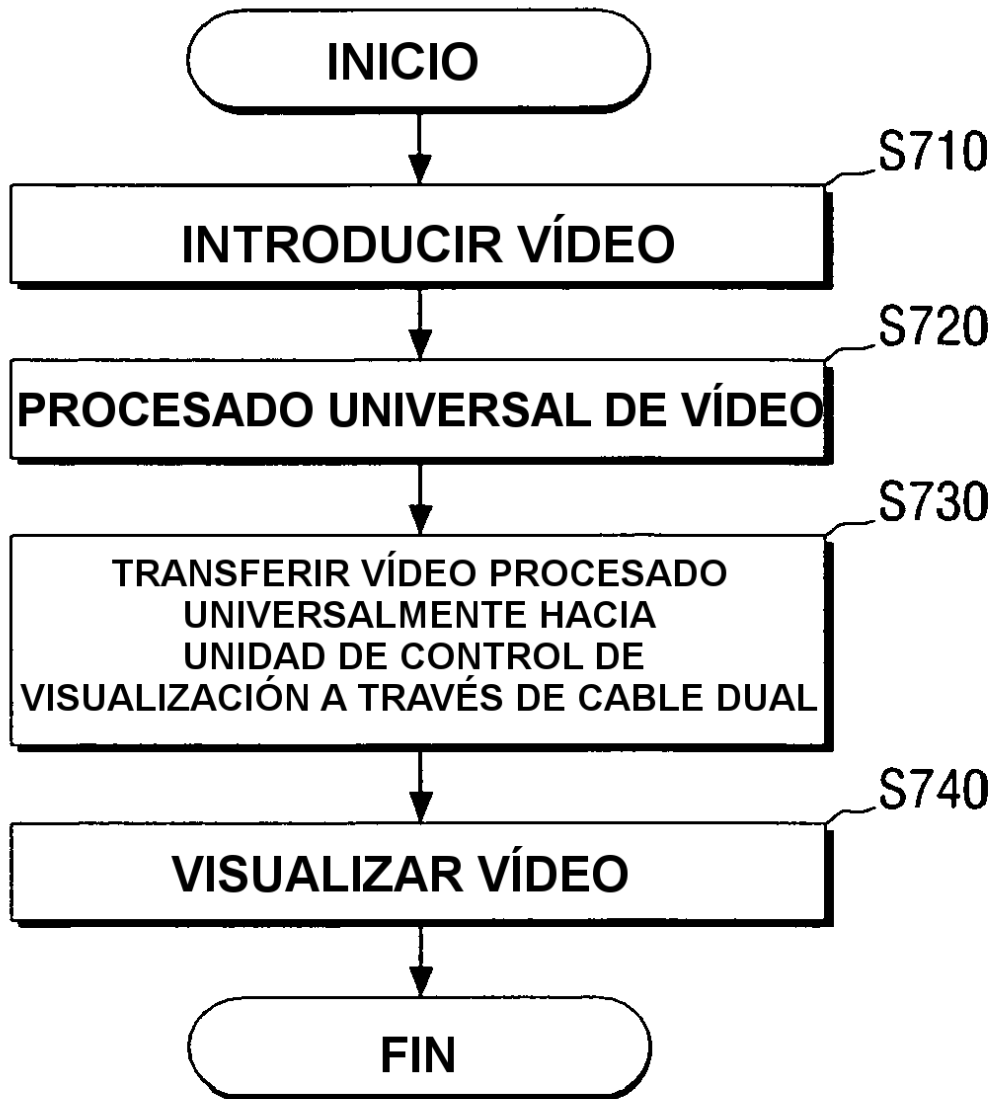 INICIO
S710
INTRODUCIR VÍDEO
S720
PROCESADO UNIVERSAL DE VÍDEO
S730
TRANSFERIR VÍDEO PROCESADO
UNIVERSALMENTE HACIA
UNIDAD DE CONTROL DE
VISUALIZACIÓN A TRAVÉS DE CABLE DUAL
S740
VISUALIZAR VÍDEO
FIN